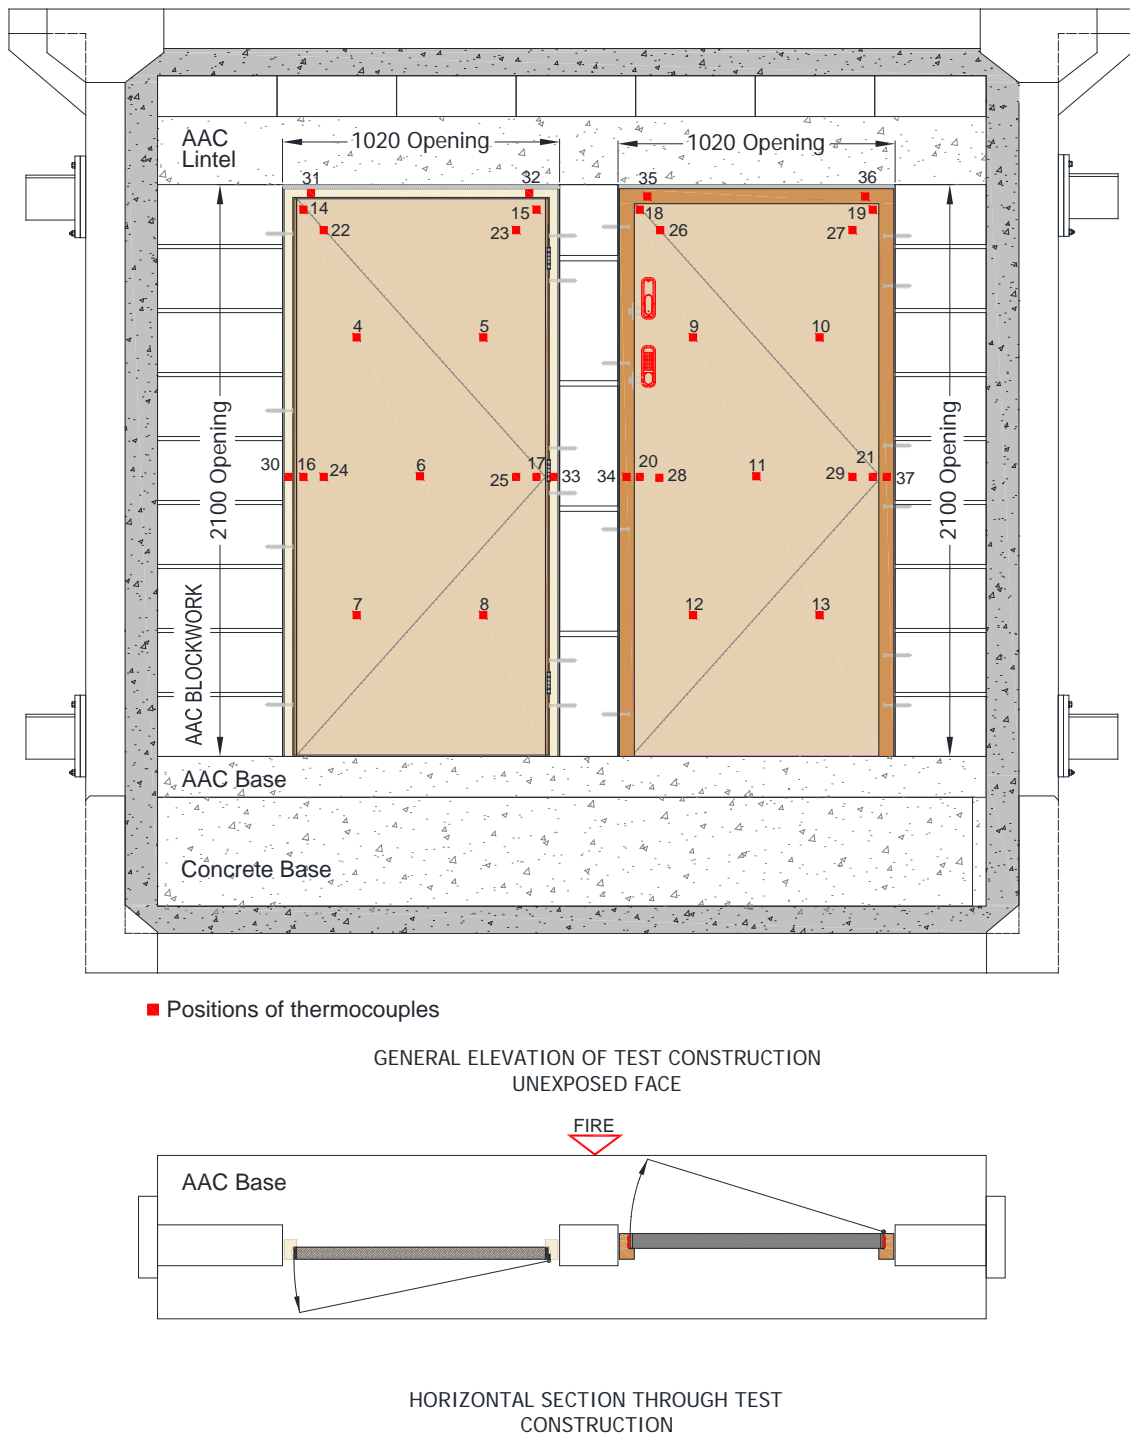 AAC
Lintel
1020 Opening
1020 Opening
31
32
35
36
14
15
18
19
22
23
26
27
4
5
9
10
2100 Opening
2100 Opening
30
16
24
6
25
17
33
34
20
28
11
29
21
37
7
8
12
13
AAC BLOCKWORK
AAC Base
Concrete Base
Positions of thermocouples
GENERAL ELEVATION OF TEST CONSTRUCTION
UNEXPOSED FACE
FIRE
AAC Base
HORIZONTAL SECTION THROUGH TEST
CONSTRUCTION